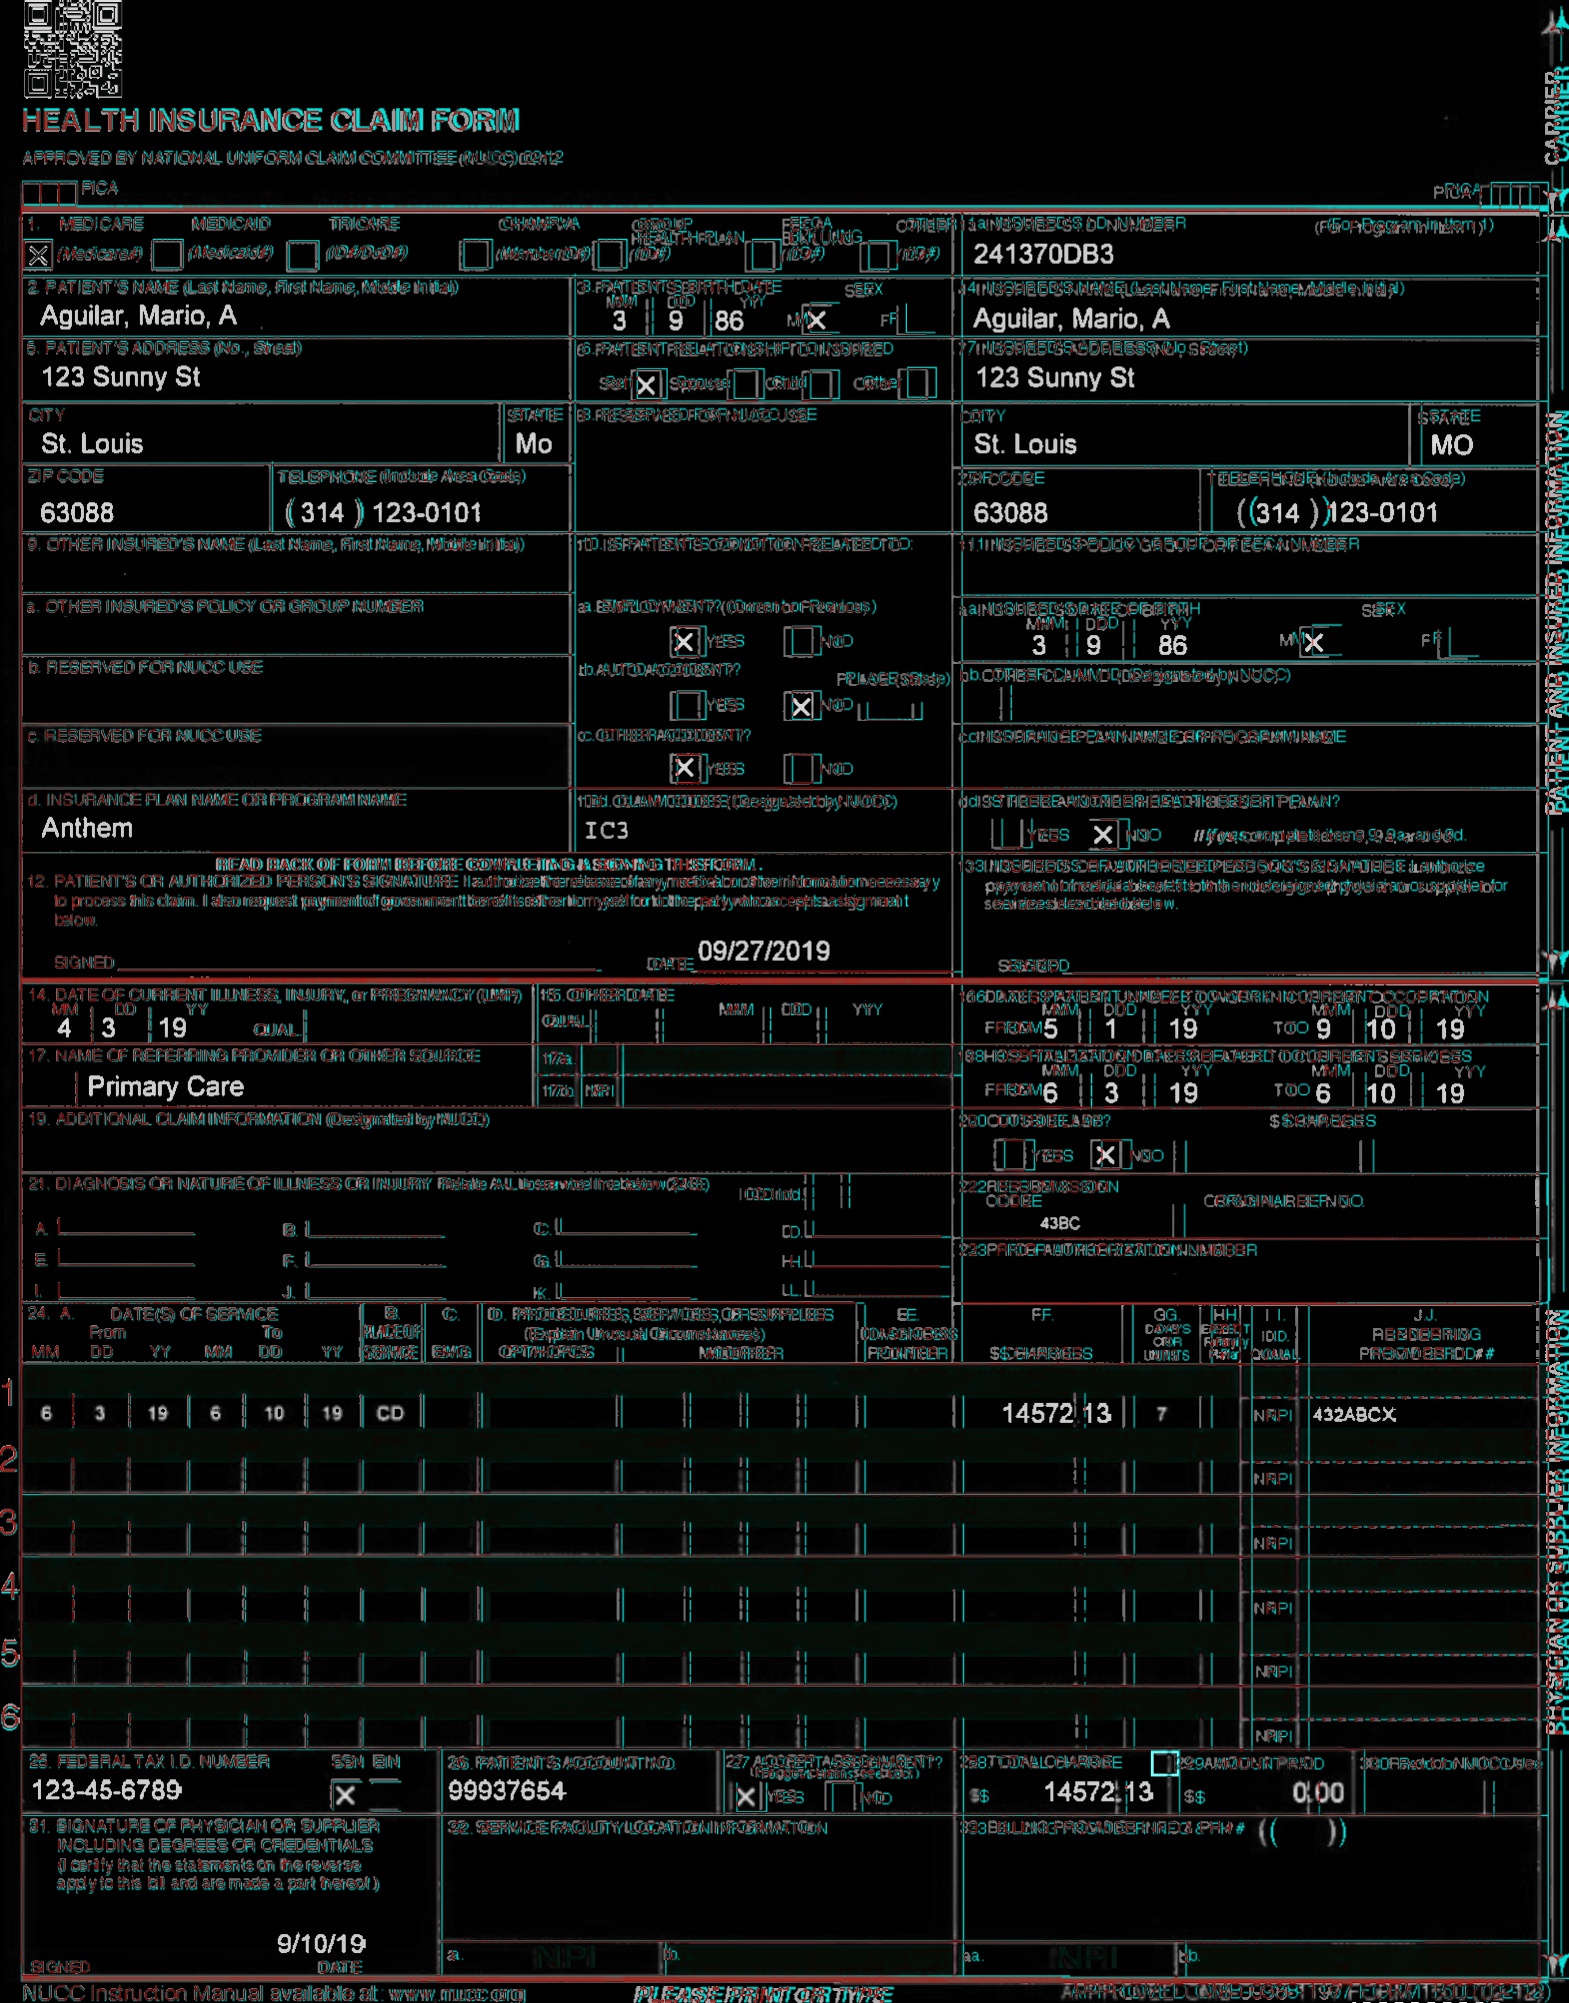 HEALTH INSURANCE CLAIM FORM
APPROVED BY NATIONAL UNIFORM CLAIM COMMITTEE (NUCC) 02/12
PICA
PICA
CARRIER
1. MEDICARE MEDICAID TRICARE CHAMPVA GROUP HEALTH PLAN FECA BLK LUNG OTHER
X (Medicare#) (Medicaid#) (ID#/DoD#) (Member ID#) (ID#) (ID#) (ID#)
1a. INSURED'S I.D. NUMBER (For Program in Item 1)
241370DB3
2. PATIENT'S NAME (Last Name, First Name, Middle Initial)
Aguilar, Mario, A
3. PATIENT'S BIRTH DATE SEX
MM DD YY
3 9 86 M X F
4. INSURED'S NAME (Last Name, First Name, Middle Initial)
Aguilar, Mario, A
5. PATIENT'S ADDRESS (No., Street)
123 Sunny St
6. PATIENT RELATIONSHIP TO INSURED
Self X Spouse Child Other
7. INSURED'S ADDRESS (No., Street)
123 Sunny St
CITY STATE
St. Louis Mo
8. RESERVED FOR NUCC USE
CITY STATE
St. Louis MO
ZIP CODE TELEPHONE (Include Area Code)
63088 ( 314 ) 123-0101
ZIP CODE TELEPHONE (Include Area Code)
63088 (314 ) 123-0101
9. OTHER INSURED'S NAME (Last Name, First Name, Middle Initial)
10. IS PATIENT'S CONDITION RELATED TO:
11. INSURED'S POLICY GROUP OR FECA NUMBER
a. OTHER INSURED'S POLICY OR GROUP NUMBER
a. EMPLOYMENT? (Current or Previous)
X YES NO
a. INSURED'S DATE OF BIRTH SEX
MM DD YY
3 9 86 M X F
b. RESERVED FOR NUCC USE
b. AUTO ACCIDENT? PLACE (State)
YES X NO
b. OTHER CLAIM ID (Designated by NUCC)
c. RESERVED FOR NUCC USE
c. OTHER ACCIDENT?
X YES NO
c. INSURANCE PLAN NAME OR PROGRAM NAME
d. INSURANCE PLAN NAME OR PROGRAM NAME
Anthem
10d. CLAIM CODES (Designated by NUCC)
IC3
d. IS THERE ANOTHER HEALTH BENEFIT PLAN?
YES X NO If yes, complete items 9, 9a, and 9d.
READ BACK OF FORM BEFORE COMPLETING & SIGNING THIS FORM.
12. PATIENT'S OR AUTHORIZED PERSON'S SIGNATURE I authorize the release of any medical or other information necessary
to process this claim. I also request payment of government benefits either to myself or to the party who accepts assignment
below.
SIGNED DATE 09/27/2019
13. INSURED'S OR AUTHORIZED PERSON'S SIGNATURE I authorize
payment of medical benefits to the undersigned physician or supplier for
services described below.
SIGNED
PATIENT AND INSURED INFORMATION
14. DATE OF CURRENT ILLNESS, INJURY, or PREGNANCY (LMP)
MM DD YY
4 3 19 QUAL.
15. OTHER DATE
QUAL. MM DD YY
16. DATES PATIENT UNABLE TO WORK IN CURRENT OCCUPATION
MM DD YY MM DD YY
FROM 5 1 19 TO 9 10 19
17. NAME OF REFERRING PROVIDER OR OTHER SOURCE
Primary Care
17a.
17b. NPI
18. HOSPITALIZATION DATES RELATED TO CURRENT SERVICES
MM DD YY MM DD YY
FROM 6 3 19 TO 6 10 19
19. ADDITIONAL CLAIM INFORMATION (Designated by NUCC)
20. OUTSIDE LAB? $ CHARGES
YES X NO
21. DIAGNOSIS OR NATURE OF ILLNESS OR INJURY Relate A-L to service line below (24E) ICD Ind.
A. B. C. D.
E. F. G. H.
I. J. K. L.
22. RESUBMISSION CODE ORIGINAL REF. NO.
43BC
23. PRIOR AUTHORIZATION NUMBER
24. A. DATE(S) OF SERVICE B. C. D. PROCEDURES, SERVICES, OR SUPPLIES E. F. G. H. I. J.
From To PLACE OF (Explain Unusual Circumstances) DIAGNOSIS DAYS OR EPSDT Family ID. RENDERING
MM DD YY MM DD YY SERVICE EMG CPT/HCPCS MODIFIER POINTER $ CHARGES UNITS Plan QUAL. PROVIDER ID. #
1 6 3 19 6 10 19 CD 14572 13 7 NPI 432ABCX
2 NPI
3 NPI
4 NPI
5 NPI
6 NPI
PHYSICIAN OR SUPPLIER INFORMATION
25. FEDERAL TAX I.D. NUMBER SSN EIN
123-45-6789 X
26. PATIENT'S ACCOUNT NO.
99937654
27. ACCEPT ASSIGNMENT?
(For govt. claims, see back)
X YES NO
28. TOTAL CHARGE
$ 14572 13
29. AMOUNT PAID
$ 0.00
30. Rsvd for NUCC Use
31. SIGNATURE OF PHYSICIAN OR SUPPLIER
INCLUDING DEGREES OR CREDENTIALS
(I certify that the statements on the reverse
apply to this bill and are made a part thereof.)
9/10/19
SIGNED DATE
32. SERVICE FACILITY LOCATION INFORMATION
a. NPI b.
33. BILLING PROVIDER INFO & PH # ( )
a. NPI b.
NUCC Instruction Manual available at: www.nucc.org
PLEASE PRINT OR TYPE
APPROVED OMB-0938-1197 FORM 1500 (02-12)